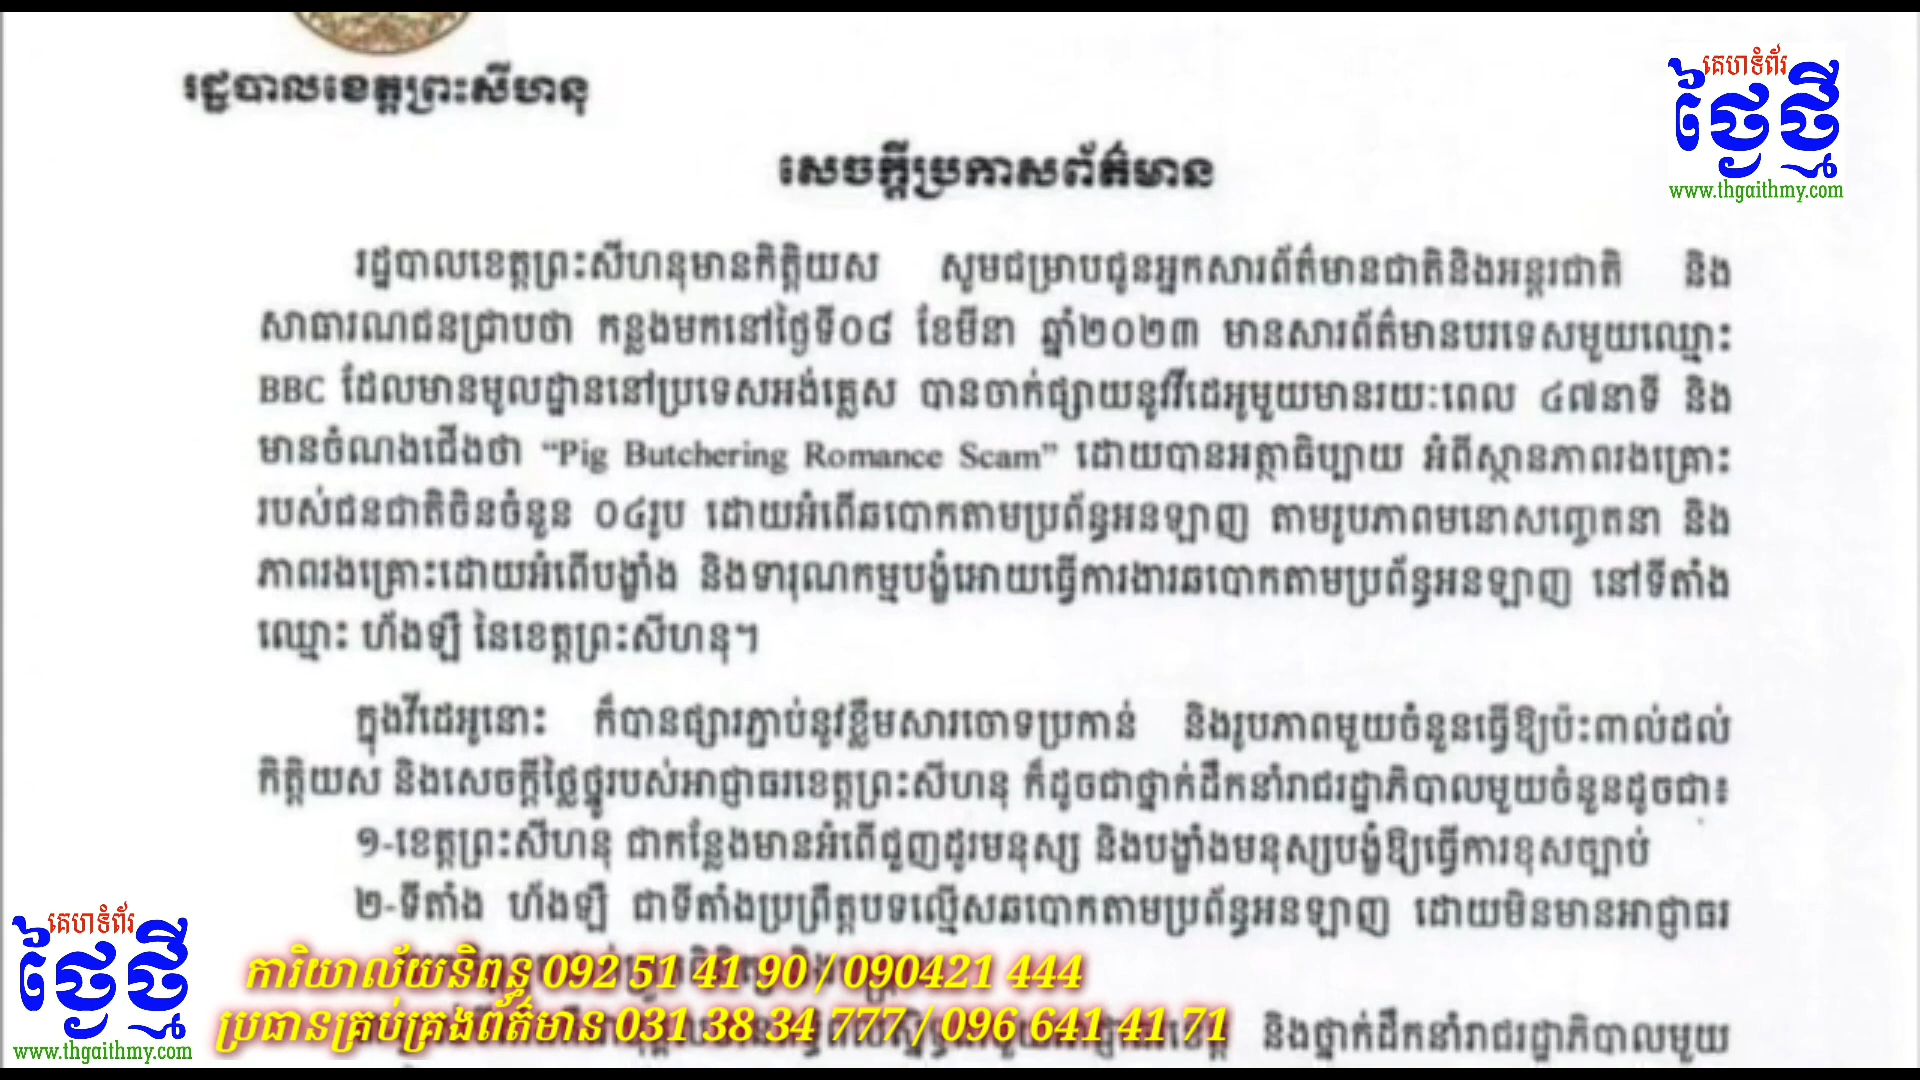 រដ្ឋបាលខេត្តព្រះសីហនុ
គេហទំព័រ
ថ្ងៃថ្មី
www.thgaithmy.com
សេចក្តីប្រកាសព័ត៌មាន
រដ្ឋបាលខេត្តព្រះសីហនុមានកិត្តិយស សូមជម្រាបជូនអ្នកសារព័ត៌មានជាតិនិងអន្តរជាតិ និង
សាធារណជនជ្រាបថា កន្លងមកនៅថ្ងៃទី០៨ ខែមីនា ឆ្នាំ២០២៣ មានសារព័ត៌មានបរទេសមួយឈ្មោះ
BBC ដែលមានមូលដ្ឋាននៅប្រទេសអង់គ្លេស បានចាក់ផ្សាយនូវវីដេអូមួយមានរយៈពេល ៤៧នាទី និង
មានចំណងជើងថា “Pig Butchering Romance Scam” ដោយបានអត្ថាធិប្បាយ អំពីស្ថានភាពរងគ្រោះ
របស់ជនជាតិចិនចំនួន ០៤រូប ដោយអំពើឆបោកតាមប្រព័ន្ធអនឡាញ តាមរូបភាពមនោសញ្ចេតនា និង
ភាពរងគ្រោះដោយអំពើបង្ខាំង និងទារុណកម្មបង្ខំអោយធ្វើការងារឆបោកតាមប្រព័ន្ធអនឡាញ នៅទីតាំង
ឈ្មោះ ហ័ងឡឺ នៃខេត្តព្រះសីហនុ។
ក្នុងវីដេអូនោះ ក៏បានផ្សារភ្ជាប់នូវខ្លឹមសារចោទប្រកាន់ និងរូបភាពមួយចំនួនធ្វើឱ្យប៉ះពាល់ដល់
កិត្តិយស និងសេចក្តីថ្លៃថ្នូររបស់អាជ្ញាធរខេត្តព្រះសីហនុ ក៏ដូចជាថ្នាក់ដឹកនាំរាជរដ្ឋាភិបាលមួយចំនួនដូចជា៖
១-ខេត្តព្រះសីហនុ ជាកន្លែងមានអំពើជួញដូរមនុស្ស និងបង្ខាំងមនុស្សបង្ខំឱ្យធ្វើការខុសច្បាប់
២-ទីតាំង ហ័ងឡឺ ជាទីតាំងប្រព្រឹត្តបទល្មើសឆបោកតាមប្រព័ន្ធអនឡាញ ដោយមិនមានអាជ្ញាធរ
គេហទំព័រ
ថ្ងៃថ្មី
www.thgaithmy.com
ការិយាល័យនិពន្ធ 092 51 41 90 / 090421 444
ប្រធានគ្រប់គ្រងព័ត៌មាន 031 38 34 777 / 096 641 41 71
និងថ្នាក់ដឹកនាំរាជរដ្ឋាភិបាលមួយ